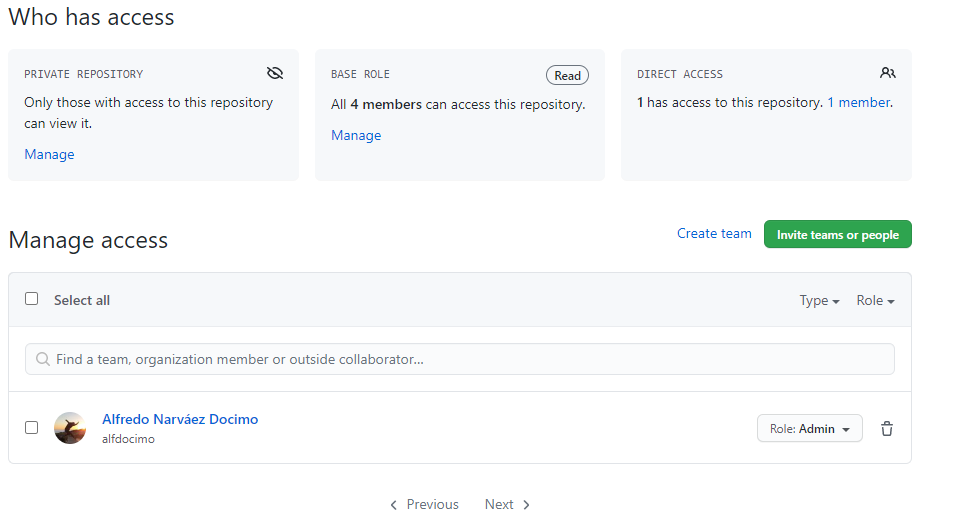 Who has access
PRIVATE REPOSITORY
Only those with access to this repository
can view it.
Manage
BASE ROLE
Read
All 4 members can access this repository.
Manage
DIRECT ACCESS
1 has access to this repository. 1 member.
Manage access
Create team
Invite teams or people
Select all
Type
Role
Find a team, organization member or outside collaborator...
Alfredo Narváez Docimo
alfdocimo
Role: Admin
Previous
Next